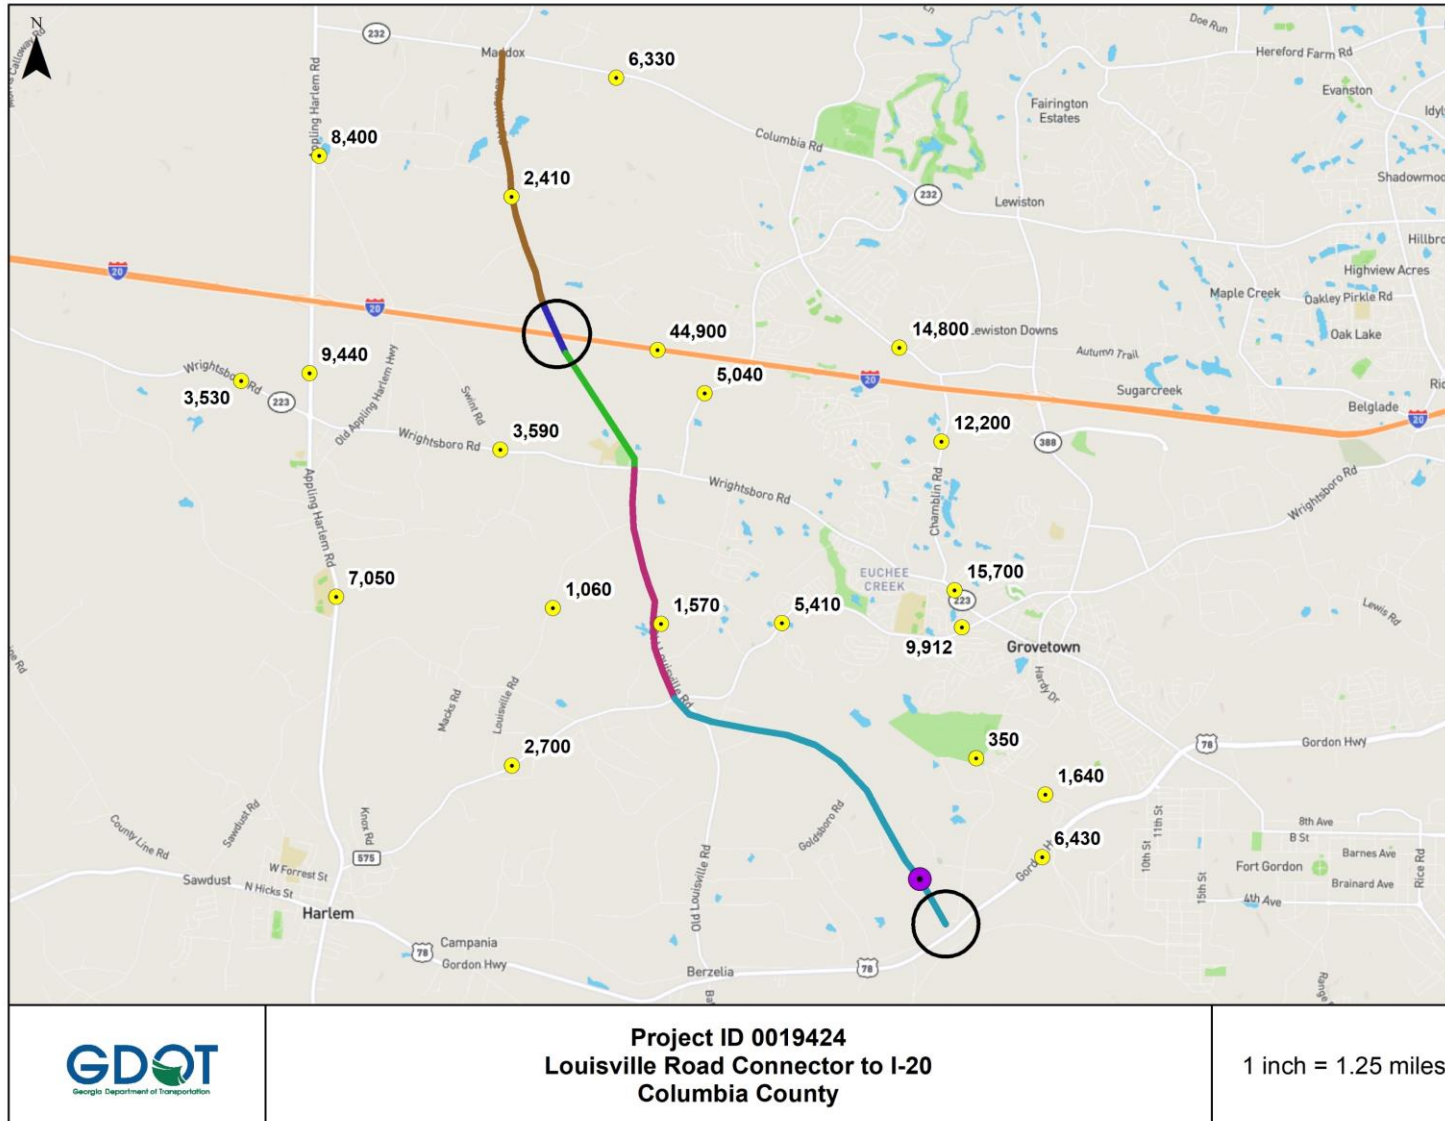 N
232
Maddox
6,330
Doe Run
Hereford Farm Rd
Evanston
Fairington
Estates
Columbia Rd
Appling Harlem Rd
8,400
2,410
232
Lewiston
20
20
44,900
14,800
Lewiston Downs
Highview Acres
Maple Creek
Oakley Pirkle Rd
Oak Lake
Autumn Trail
Sugarcreek
Belglade
20
20
9,440
Old Appling Harlem Hwy
Wrightsboro Rd
3,530
223
Swint Rd
5,040
3,590
Wrightsboro Rd
12,200
388
Chamblin Rd
Wrightsboro Rd
Wrightsboro Rd
Appling Harlem Rd
7,050
1,060
1,570
5,410
EUCHEE
CREEK
15,700
223
9,912
Grovetown
Lewis Rd
Hardy Dr
Macks Rd
Louisville Rd
Louisville Rd
2,700
350
1,640
78
Gordon Hwy
6,430
Goldsboro Rd
Old Louisville Rd
County Line Rd
Sawdust Rd
Knox Rd
575
W Forrest St
N Hicks St
Sawdust
Harlem
11th St
10th St
15th St
8th Ave
B St
Barnes Ave
Fort Gordon
Brainard Ave
4th Ave
Rice Rd
Campania
78
Gordon Hwy
Berzelia
78
GDOT
Georgia Department of Transportation
Project ID 0019424
Louisville Road Connector to I-20
Columbia County
1 inch = 1.25 miles